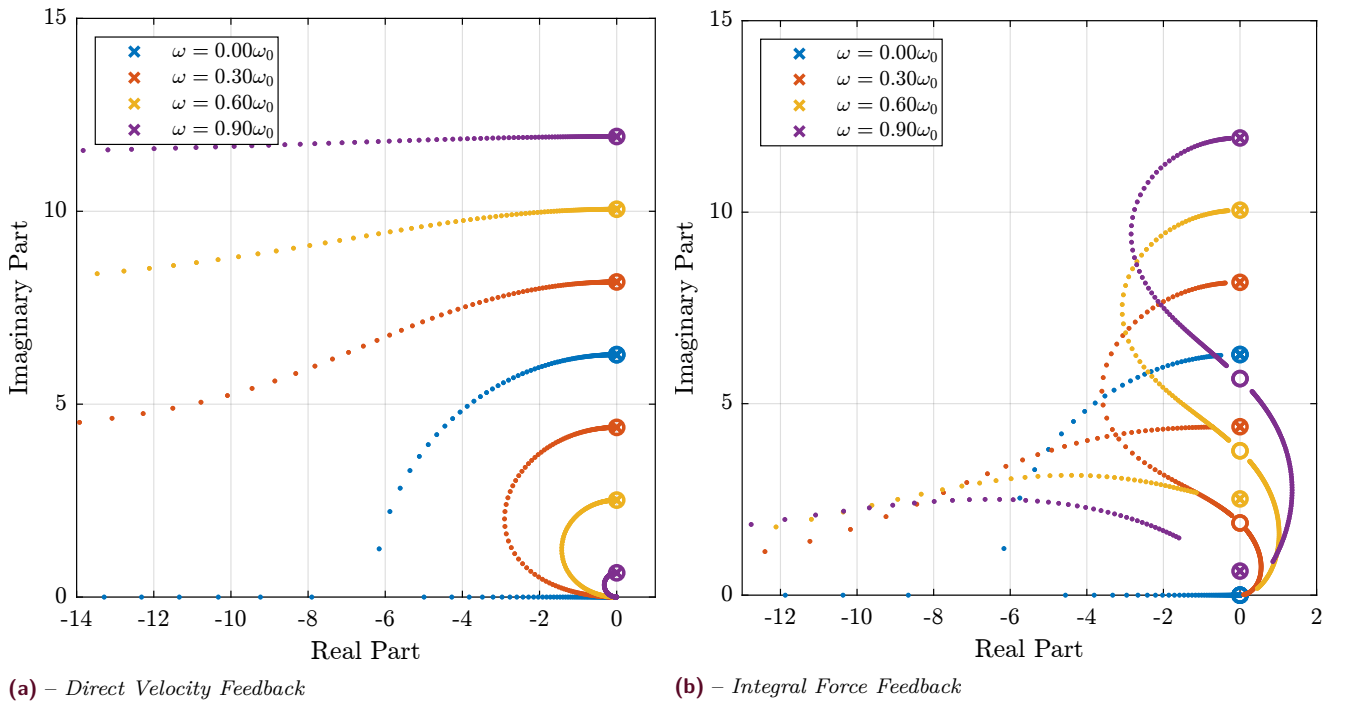 15
10
5
0
-14 -12 -10 -8 -6 -4 -2 0
Imaginary Part
Real Part
ω = 0.00ω₀
ω = 0.30ω₀
ω = 0.60ω₀
ω = 0.90ω₀
(a) – Direct Velocity Feedback
15
10
5
0
-12 -10 -8 -6 -4 -2 0 2
Imaginary Part
Real Part
ω = 0.00ω₀
ω = 0.30ω₀
ω = 0.60ω₀
ω = 0.90ω₀
(b) – Integral Force Feedback